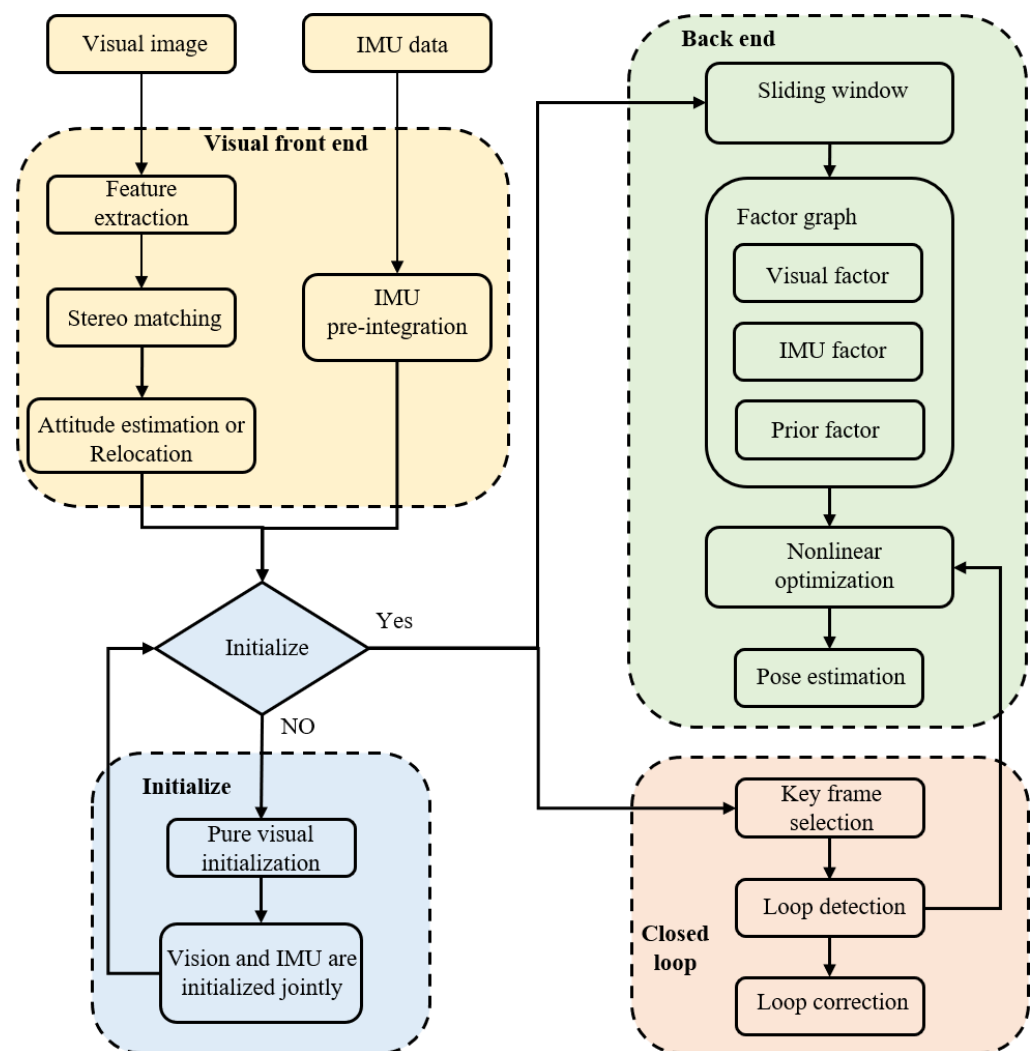 Visual image
IMU data
Visual front end
Feature
extraction
Stereo matching
Attitude estimation or
Relocation
IMU
pre-integration
Initialize
Yes
NO
Initialize
Pure visual
initialization
Vision and IMU are
initialized jointly
Back end
Sliding window
Factor graph
Visual factor
IMU factor
Prior factor
Nonlinear
optimization
Pose estimation
Key frame
selection
Loop detection
Closed
loop
Loop correction